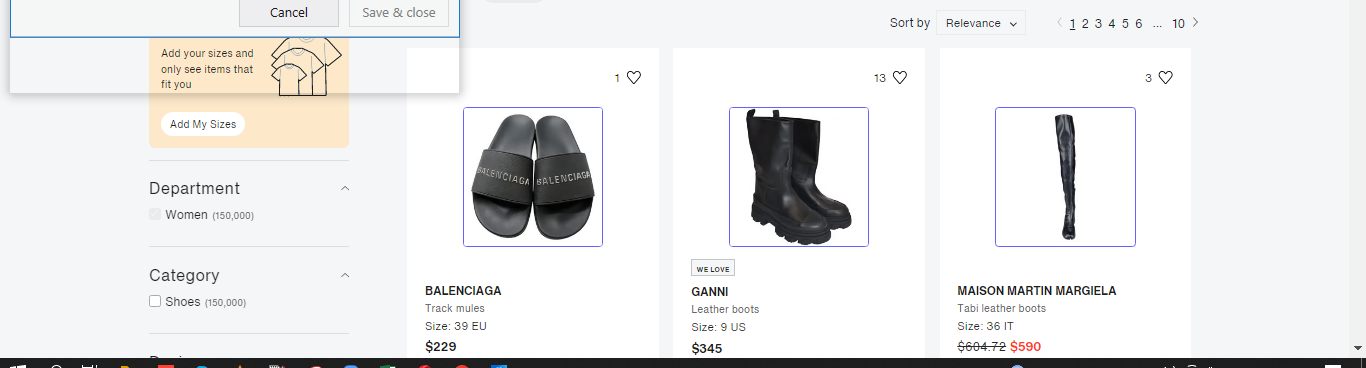 Cancel
Save & close
Add your sizes and
only see items that
fit you
Add My Sizes
Department
Women (150,000)
Category
Shoes (150,000)
Sort by
Relevance
1 2 3 4 5 6 ... 10
1
BALENCIAGA
BALENCIAGA
BALENCIAGA
Track mules
Size: 39 EU
$229
13
WE LOVE
GANNI
Leather boots
Size: 9 US
$345
3
MAISON MARTIN MARGIELA
Tabi leather boots
Size: 36 IT
$604.72 $590